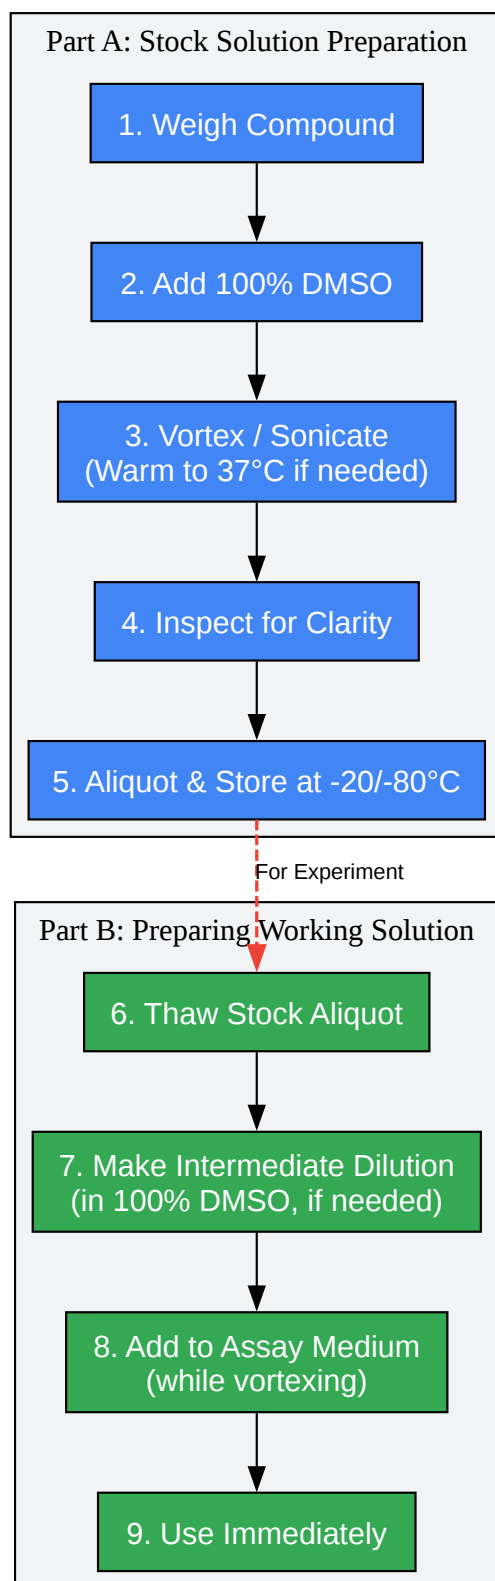 Part A: Stock Solution Preparation
1. Weigh Compound
2. Add 100% DMSO
3. Vortex / Sonicate
(Warm to 37°C if needed)
4. Inspect for Clarity
5. Aliquot & Store at -20/-80°C
For Experiment
Part B: Preparing Working Solution
6. Thaw Stock Aliquot
7. Make Intermediate Dilution
(in 100% DMSO, if needed)
8. Add to Assay Medium
(while vortexing)
9. Use Immediately